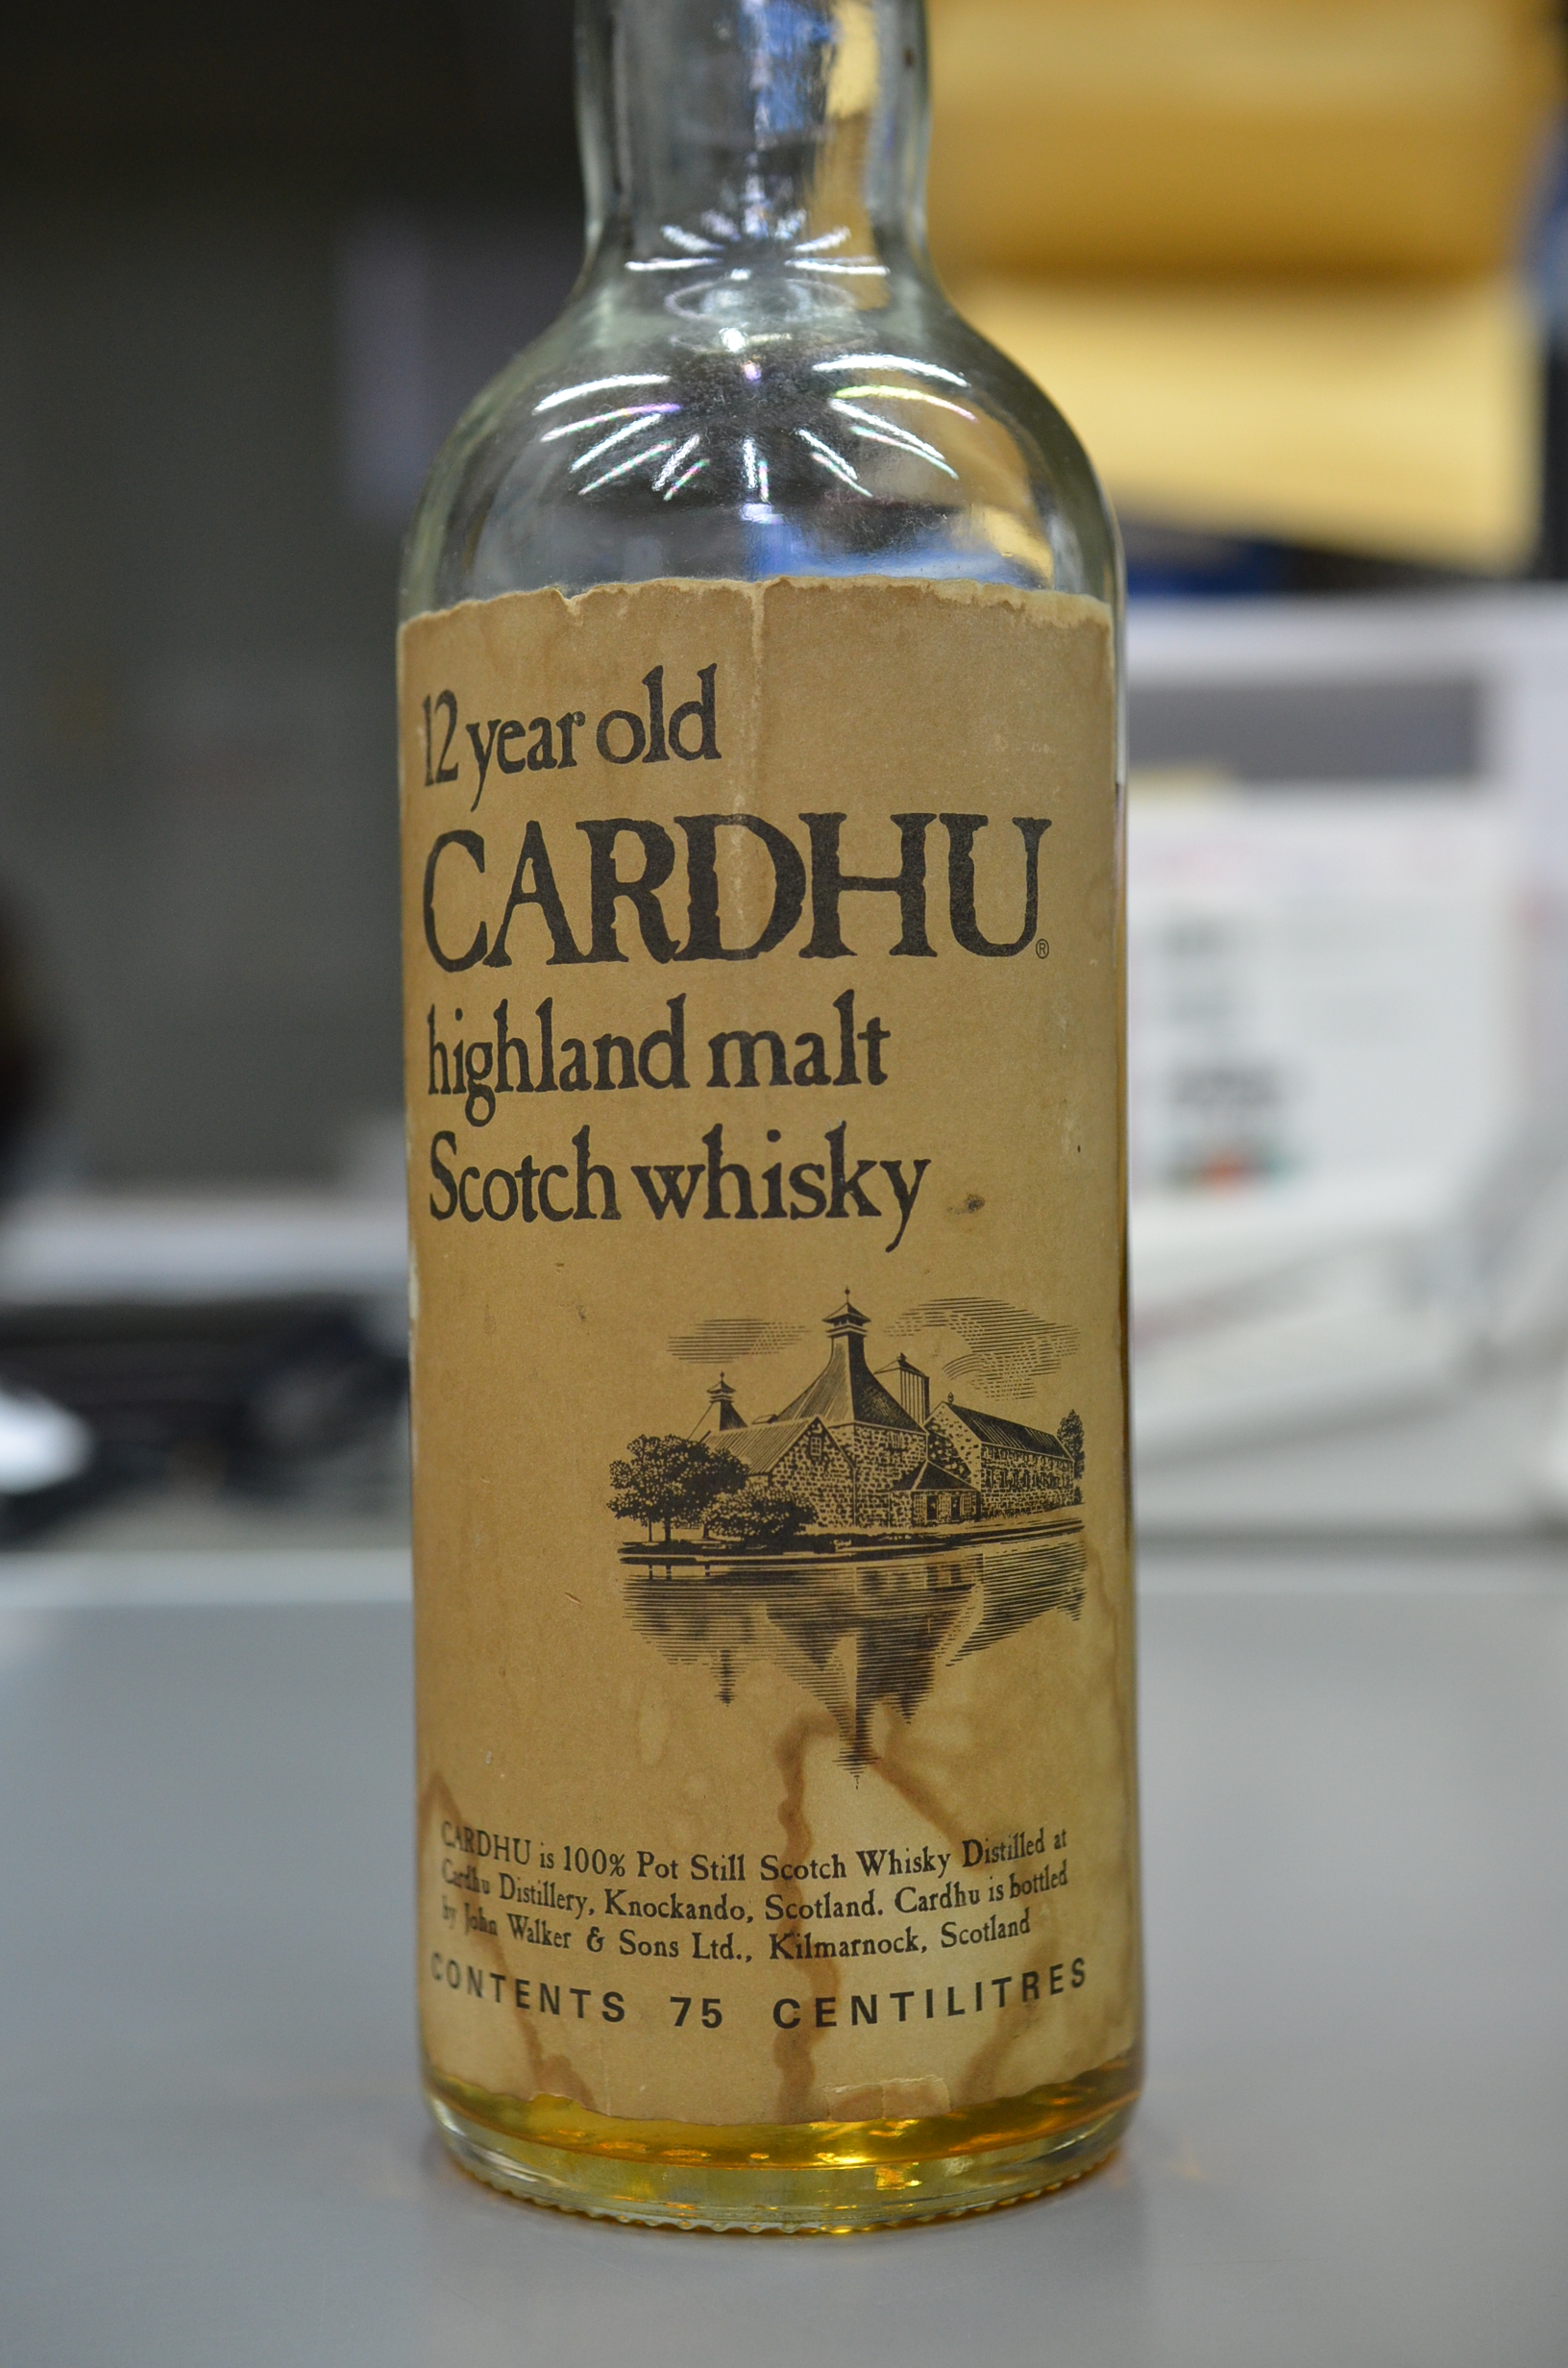 12 year old
CARDHU®
highland malt
Scotch whisky
CARDHU is 100% Pot Still Scotch Whisky Distilled at
Cardhu Distillery, Knockando, Scotland. Cardhu is bottled
by John Walker & Sons Ltd., Kilmarnock, Scotland
CONTENTS 75 CENTILITRES